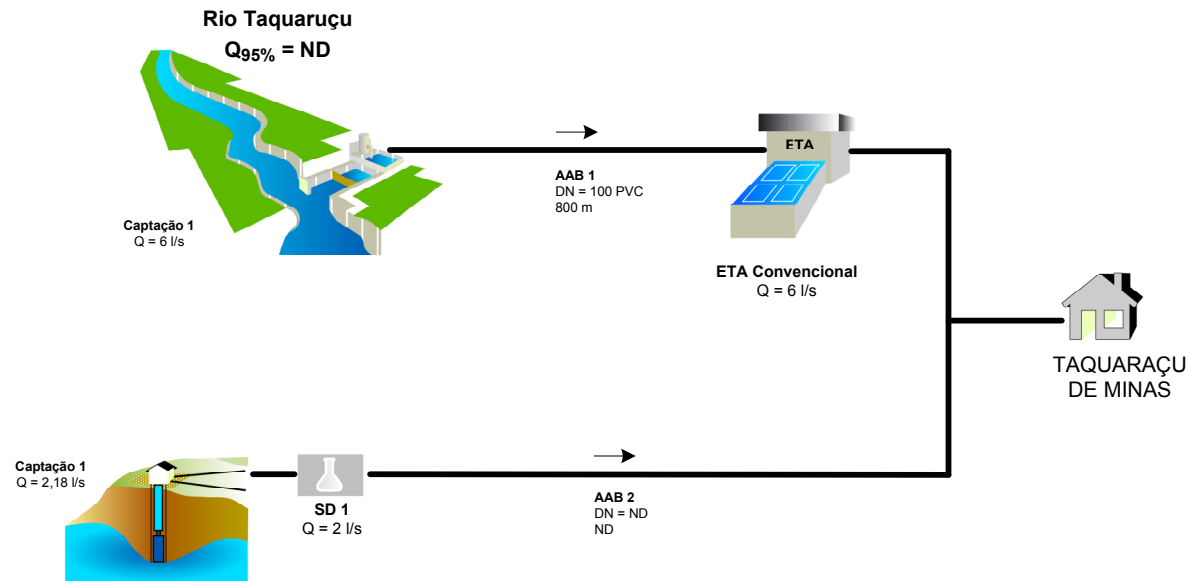 Rio Taquaruçu
Q95% = ND
Captação 1
Q = 6 l/s
AAB 1
DN = 100 PVC
800 m
ETA
ETA Convencional
Q = 6 l/s
TAQUARAÇU
DE MINAS
Captação 1
Q = 2,18 l/s
SD 1
Q = 2 l/s
AAB 2
DN = ND
ND